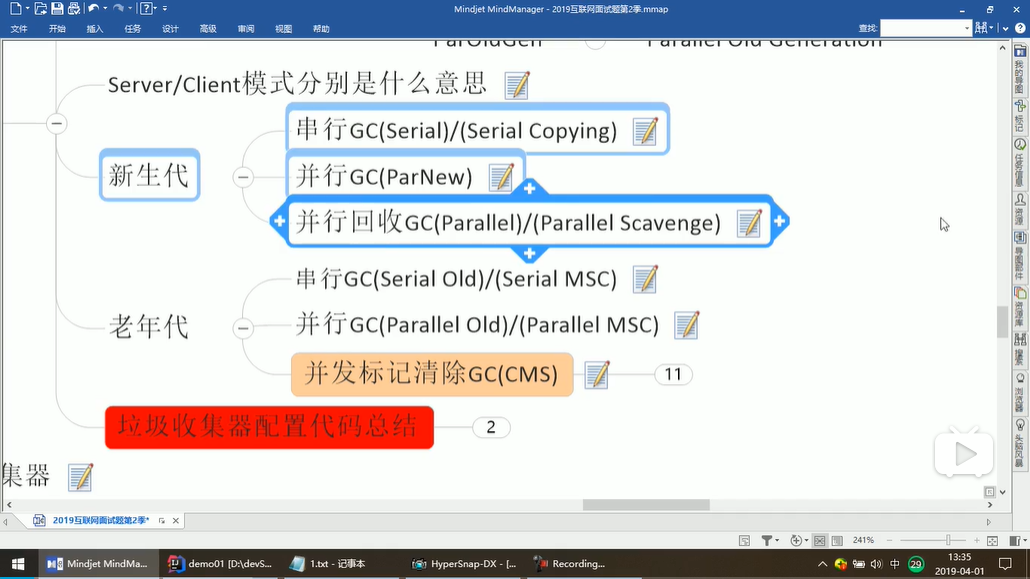 Mindjet MindManager - 2019互联网面试题第2季.mmap
文件 开始 插入 任务 设计 高级 审阅 视图 帮助 查找:
ParOldGen Parallel Old Generation
Server/Client模式分别是什么意思
新生代
串行GC(Serial)/(Serial Copying)
并行GC(ParNew)
并行回收GC(Parallel)/(Parallel Scavenge)
老年代
串行GC(Serial Old)/(Serial MSC)
并行GC(Parallel Old)/(Parallel MSC)
并发标记清除GC(CMS) 11
垃圾收集器配置代码总结 2
集器
我的导图
标记
任务信息
资源
导图部件
资源库
搜索
浏览器
头脑风暴
2019互联网面试题第2季*
241%
Mindjet MindMa...
demo01 [D:\devS...
1.txt - 记事本
HyperSnap-DX - [...
Recording...
中
29
13:35
2019-04-01